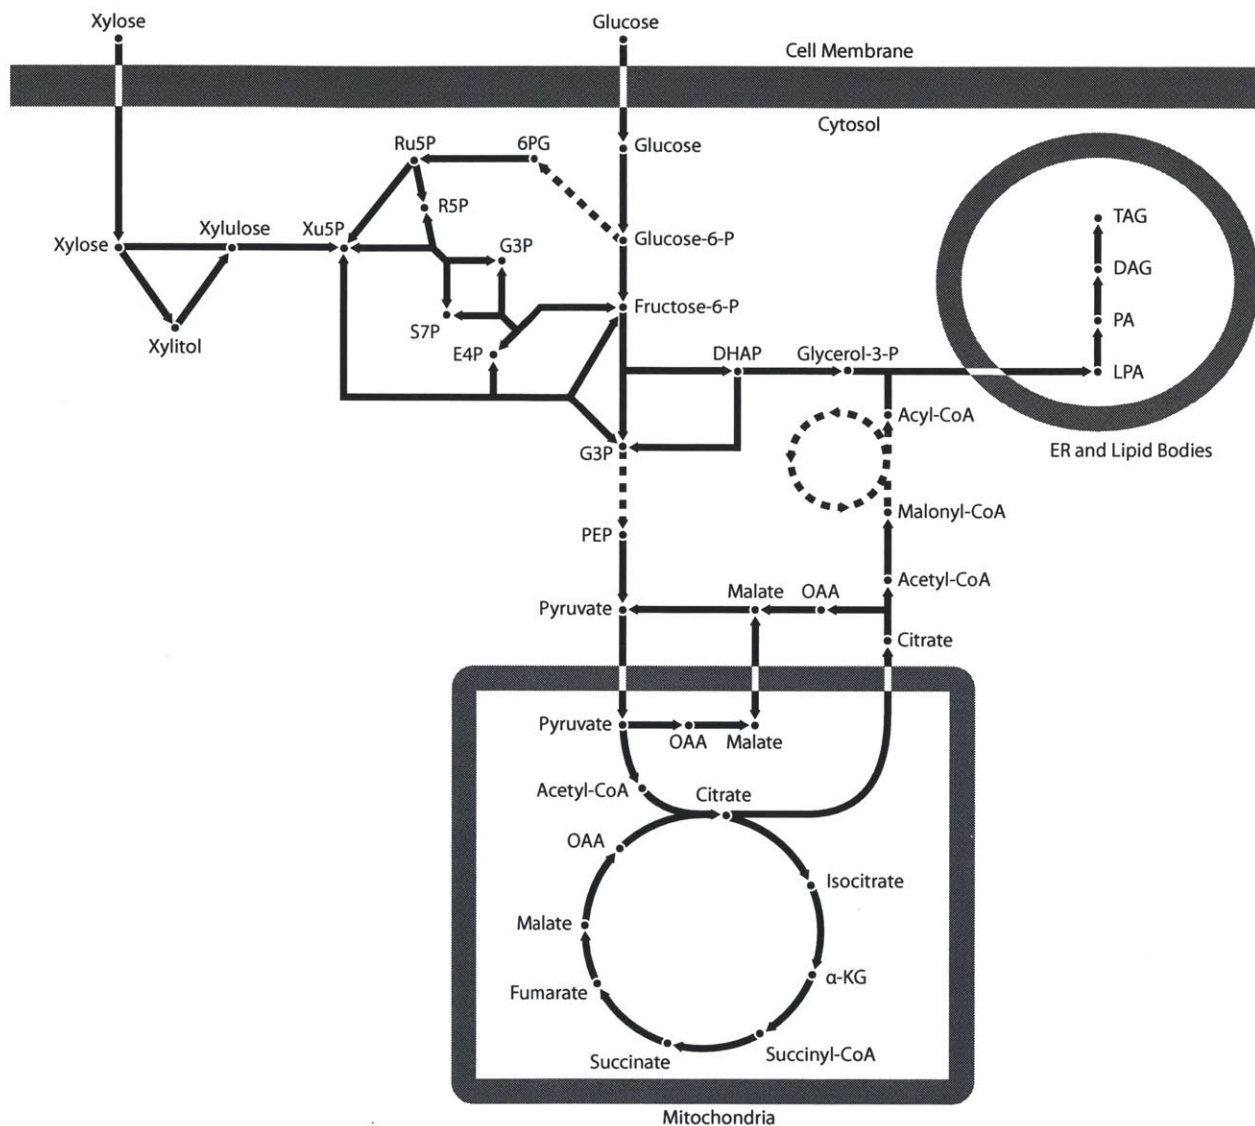 Xylose
Glucose
Cell Membrane
Cytosol
Ru5P
6PG
Glucose
R5P
TAG
Xylose
Xylulose
Xu5P
G3P
Glucose-6-P
DAG
S7P
Fructose-6-P
Xylitol
PA
E4P
DHAP
Glycerol-3-P
LPA
Acyl-CoA
G3P
ER and Lipid Bodies
Malonyl-CoA
PEP
Acetyl-CoA
Malate
OAA
Pyruvate
Citrate
Pyruvate
OAA
Malate
Acetyl-CoA
Citrate
OAA
Isocitrate
Malate
α-KG
Fumarate
Succinate
Succinyl-CoA
Mitochondria